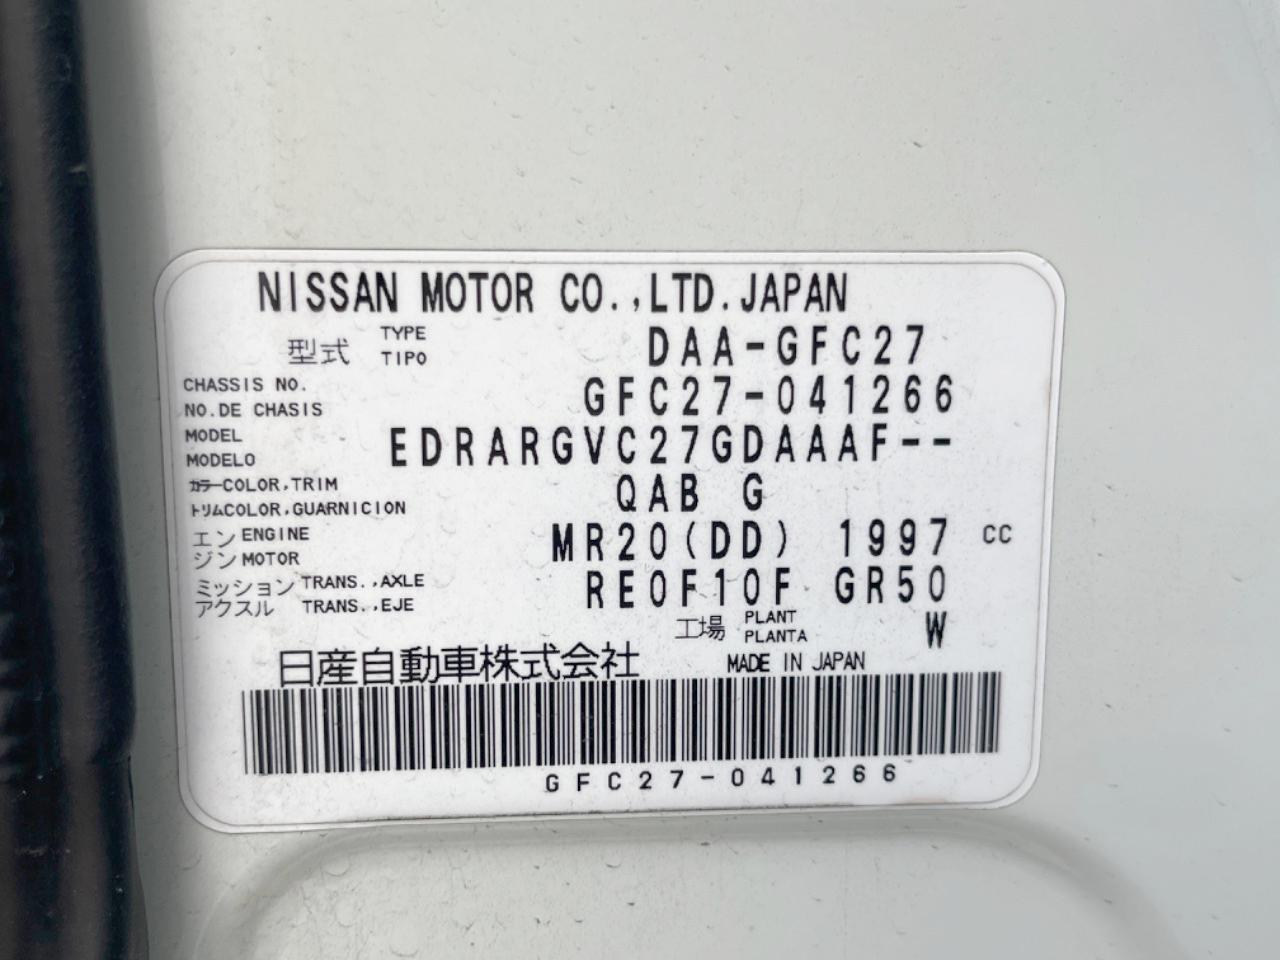 NISSAN MOTOR CO.,LTD.JAPAN
型式 TYPE TIPO DAA-GFC27
CHASSIS NO.
NO.DE CHASIS GFC27-041266
MODEL
MODELO EDRARGVC27GDAAAF--
カラーCOLOR,TRIM
トリムCOLOR,GUARNICION QAB G
エンジン ENGINE MOTOR MR20(DD) 1997 CC
ミッション TRANS.,AXLE
アクスル TRANS.,EJE RE0F10F GR50
工場 PLANT PLANTA W
日産自動車株式会社 MADE IN JAPAN
GFC27-041266